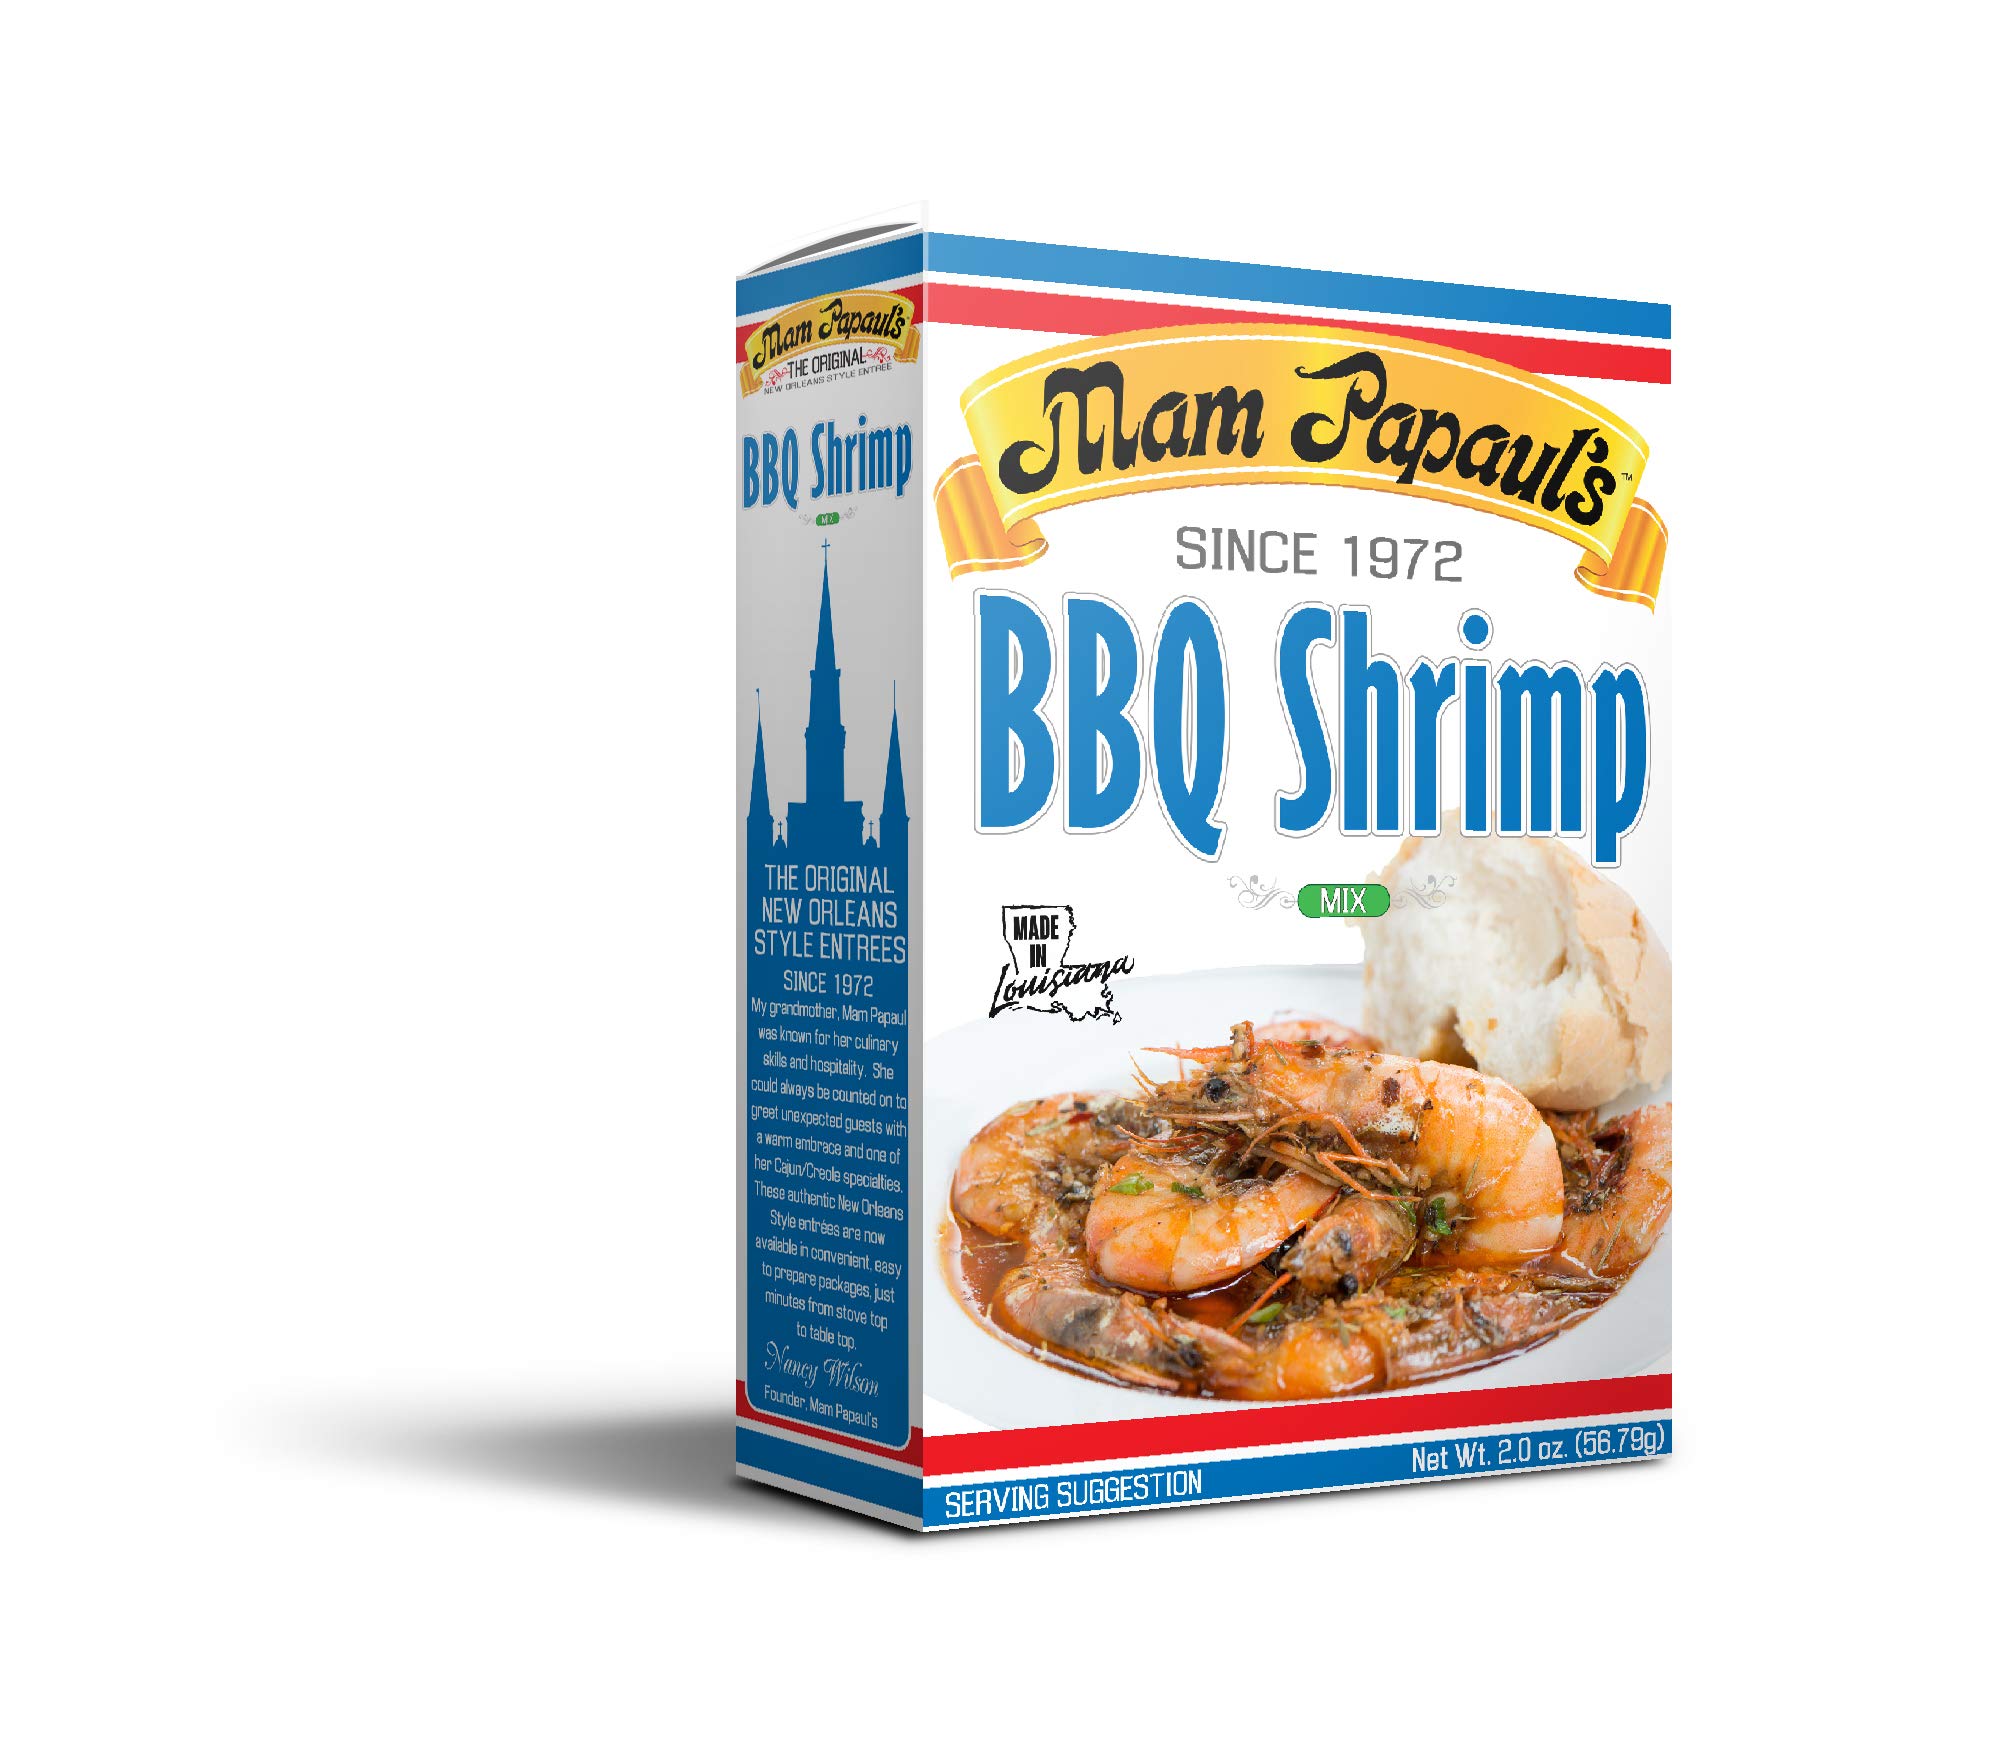 Mam Papaul's
THE ORIGINAL
NEW ORLEANS STYLE ENTREE
BBQ Shrimp
MIX
THE ORIGINAL
NEW ORLEANS
STYLE ENTREES
SINCE 1972
My grandmother, Mam Papaul
was known for her culinary
skills and hospitality. She
could always be counted on to
greet unexpected guests with
a warm embrace and one of
her Cajun/Creole specialties.
These authentic New Orleans
Style entrées are now
available in convenient, easy
to prepare packages, just
minutes from stove top
to table top.
Nancy Wilson
Founder, Mam Papaul's
Mam Papaul's™
SINCE 1972
BBQ Shrimp
MIX
MADE
IN
Louisiana
SERVING SUGGESTION
Net Wt. 2.0 oz. (56.79g)